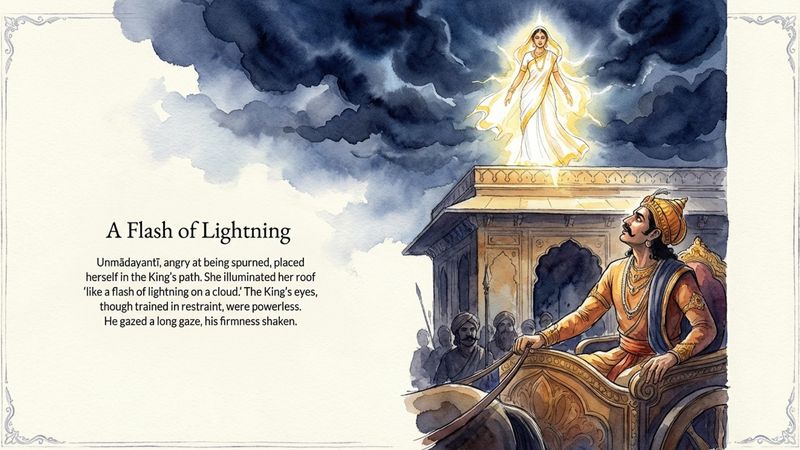 A Flash of Lightning
Unmādayantī, angry at being spurned, placed
herself in the King's path. She illuminated her roof
'like a flash of lightning on a cloud.' The King's eyes,
though trained in restraint, were powerless.
He gazed a long gaze, his firmness shaken.